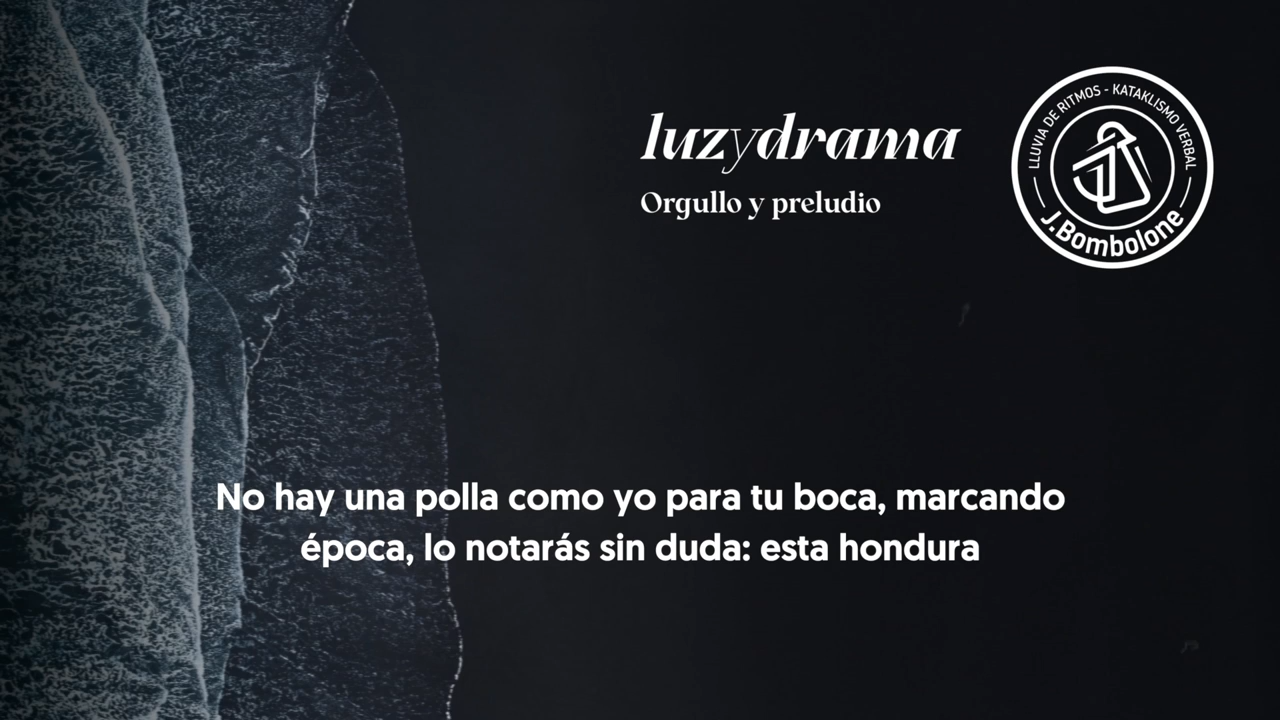 luzydrama
Orgullo y preludio
LLUVIA DE RITMOS - KATAKLISMO VERBAL
J.Bombolone
No hay una polla como yo para tu boca, marcando
época, lo notarás sin duda: esta hondura